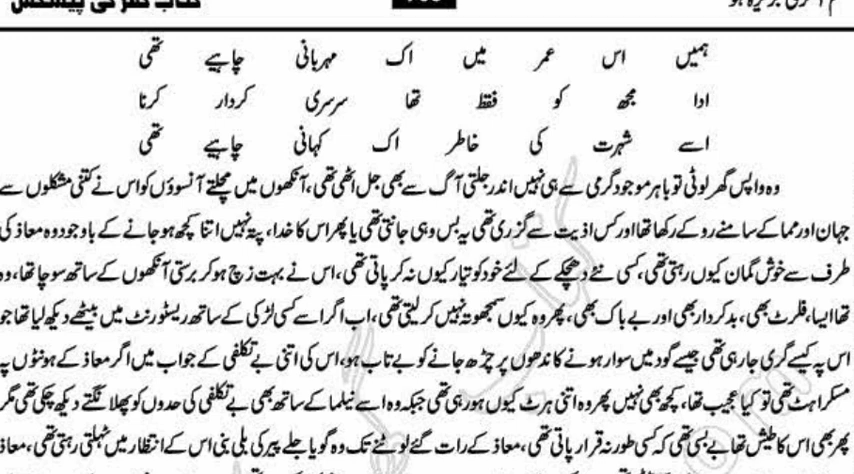 ہمیں اس عمر میں اک مہربانی چاہیے تھی
ادا مجھ کو فقط تھا سرسری کردار کرنا
اسے شہرت کی خاطر اک کہانی چاہیے تھی
وہ واپس گھر لوٹی تو باہر موجود گرمی سے ہی نہیں اندر جلتی آگ سے بھی جل اٹھی تھی، آنکھوں میں مچلتے آنسوؤں کو اس نے کتنی مشکلوں سے
جہان اور مما کے سامنے روکے رکھا تھا اور کس اذیت سے گزری تھی یہ بس وہی جانتی تھی یا پھر اس کا خدا، پتہ نہیں اتنا کچھ ہو جانے کے باوجود وہ معاذ کی
طرف سے خوش گمان کیوں رہتی تھی، کسی نئے دھچکے کے لئے خود کو تیار کیوں نہ کر پاتی تھی، اس نے بہت زچ ہو کر برستی آنکھوں کے ساتھ سوچا تھا، وہ
تھا ایسا، فلرٹ بھی، بدکردار بھی اور بے باک بھی، پھر وہ کیوں سمجھوتہ نہیں کر لیتی تھی، اب اگر اسے کسی لڑکی کے ساتھ ریسٹورنٹ میں بیٹھے دیکھ لیا تھا جو
اس پہ کیسے گری جا رہی تھی جیسے گود میں سوار ہونے کاندھوں پر چڑھ جانے کو بے تاب ہو، اس کی اتنی بے تکلفی کے جواب میں اگر معاذ کے ہونٹوں پہ
مسکراہٹ تھی تو کیا عجیب تھا، کچھ بھی نہیں پھر وہ اتنی ہرٹ کیوں ہو رہی تھی جبکہ وہ اسے نیلما کے ساتھ بھی بے تکلفی کی حدوں کو پھلانگتے دیکھ چکی تھی مگر
پھر بھی اس کا طیش تھا بے بسی تھی کہ کسی طور نہ قرار پاتی تھی، معاذ کے رات گئے لوٹنے تک وہ گویا جلے پیر کی بلی بنی اس کے انتظار میں ٹہلتی رہتی تھی، معاذ